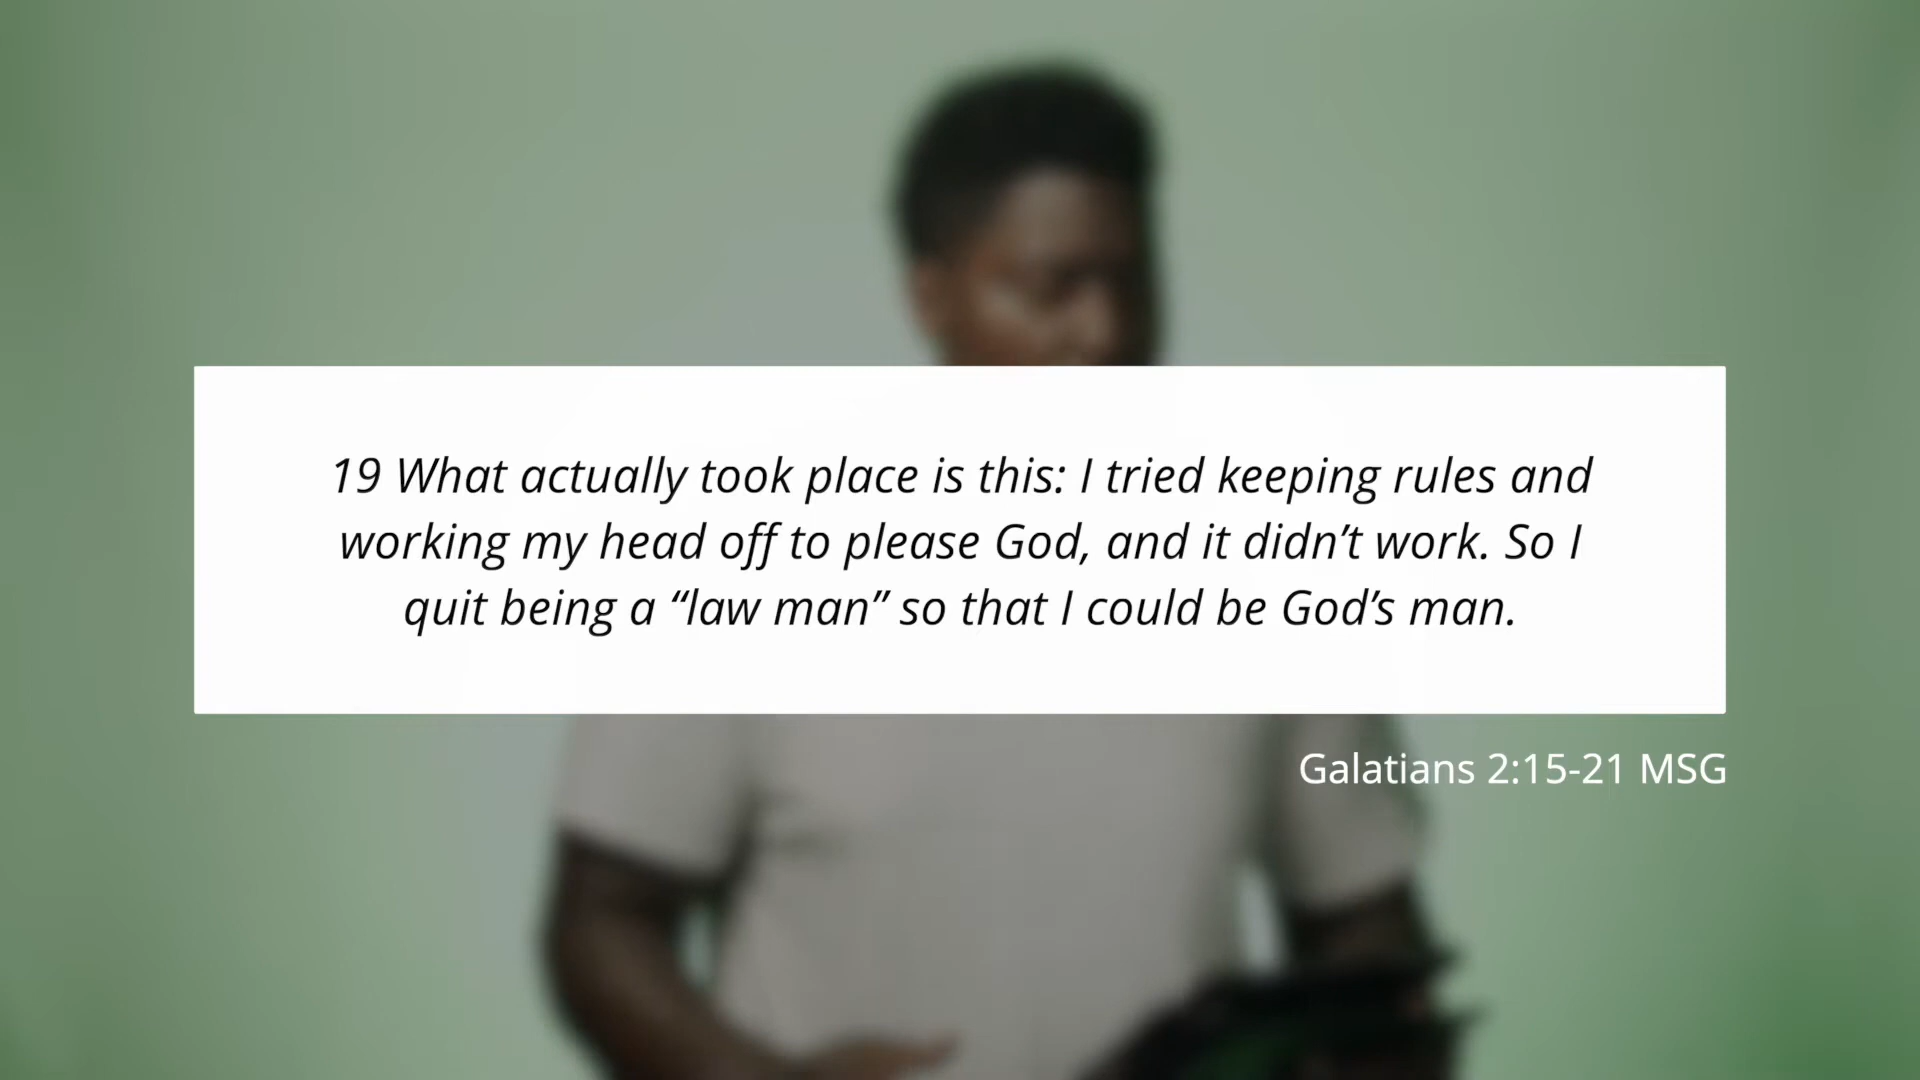 19 What actually took place is this: I tried keeping rules and
working my head off to please God, and it didn’t work. So I
quit being a “law man” so that I could be God’s man.
Galatians 2:15-21 MSG